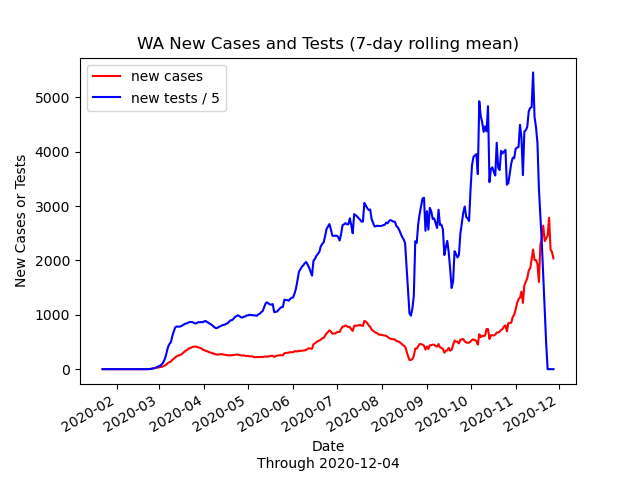 WA New Cases and Tests (7-day rolling mean)
new cases
new tests / 5
New Cases or Tests
5000
4000
3000
2000
1000
0
2020-02
2020-03
2020-04
2020-05
2020-06
2020-07
2020-08
2020-09
2020-10
2020-11
2020-12
Date
Through 2020-12-04